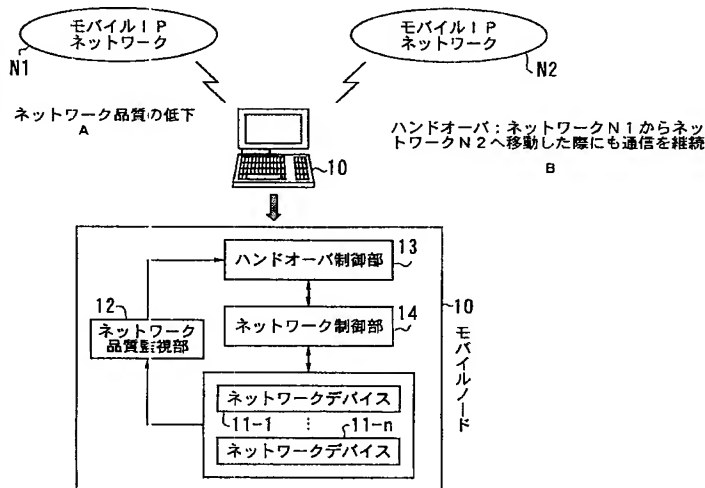 モバイルIP
ネットワーク
N1
モバイルIP
ネットワーク
N2
ネットワーク品質の低下
A
ハンドオーバ:ネットワークN1からネッ
トワークN2へ移動した際にも通信を継続
B
10
13
ハンドオーバ制御部
12
ネットワーク
品質監視部
14
ネットワーク制御部
10
モバイルノード
ネットワークデバイス
11-1
⋮
11-n
ネットワークデバイス